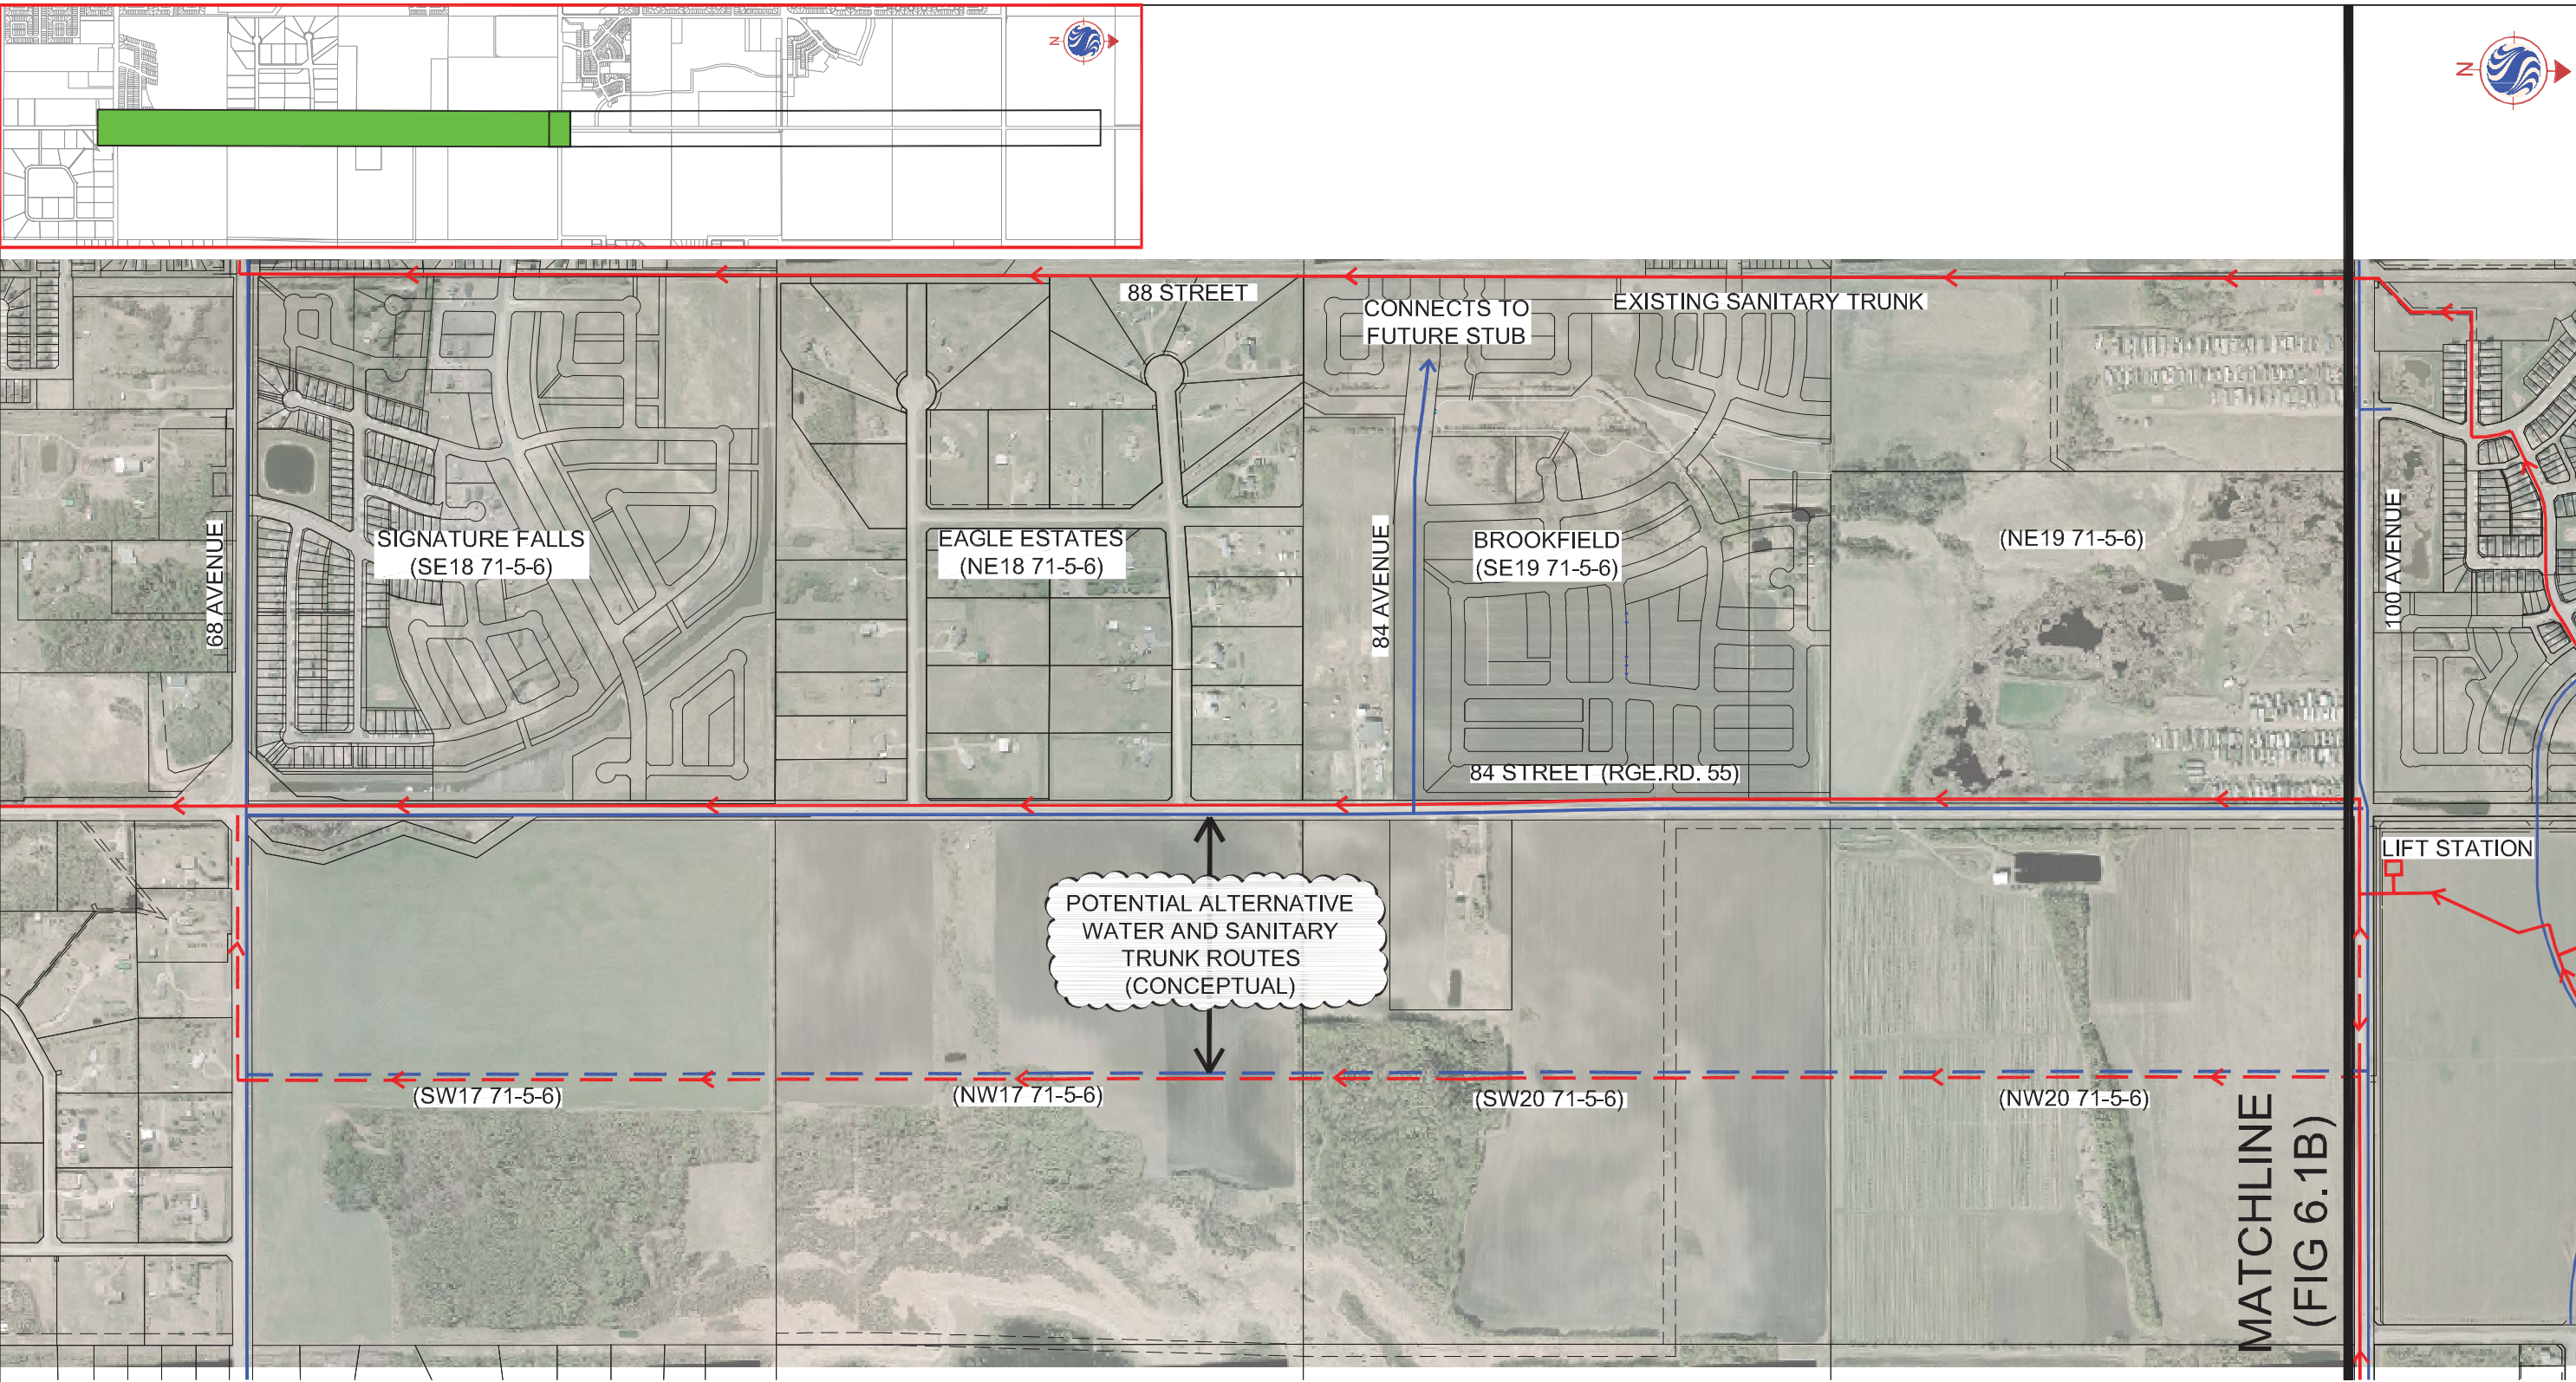 N
N
88 STREET
CONNECTS TO
FUTURE STUB
EXISTING SANITARY TRUNK
68 AVENUE
SIGNATURE FALLS
(SE18 71-5-6)
EAGLE ESTATES
(NE18 71-5-6)
84 AVENUE
BROOKFIELD
(SE19 71-5-6)
(NE19 71-5-6)
100 AVENUE
84 STREET (RGE.RD. 55)
LIFT STATION
POTENTIAL ALTERNATIVE
WATER AND SANITARY
TRUNK ROUTES
(CONCEPTUAL)
(SW17 71-5-6)
(NW17 71-5-6)
(SW20 71-5-6)
(NW20 71-5-6)
MATCHLINE
(FIG 6.1B)